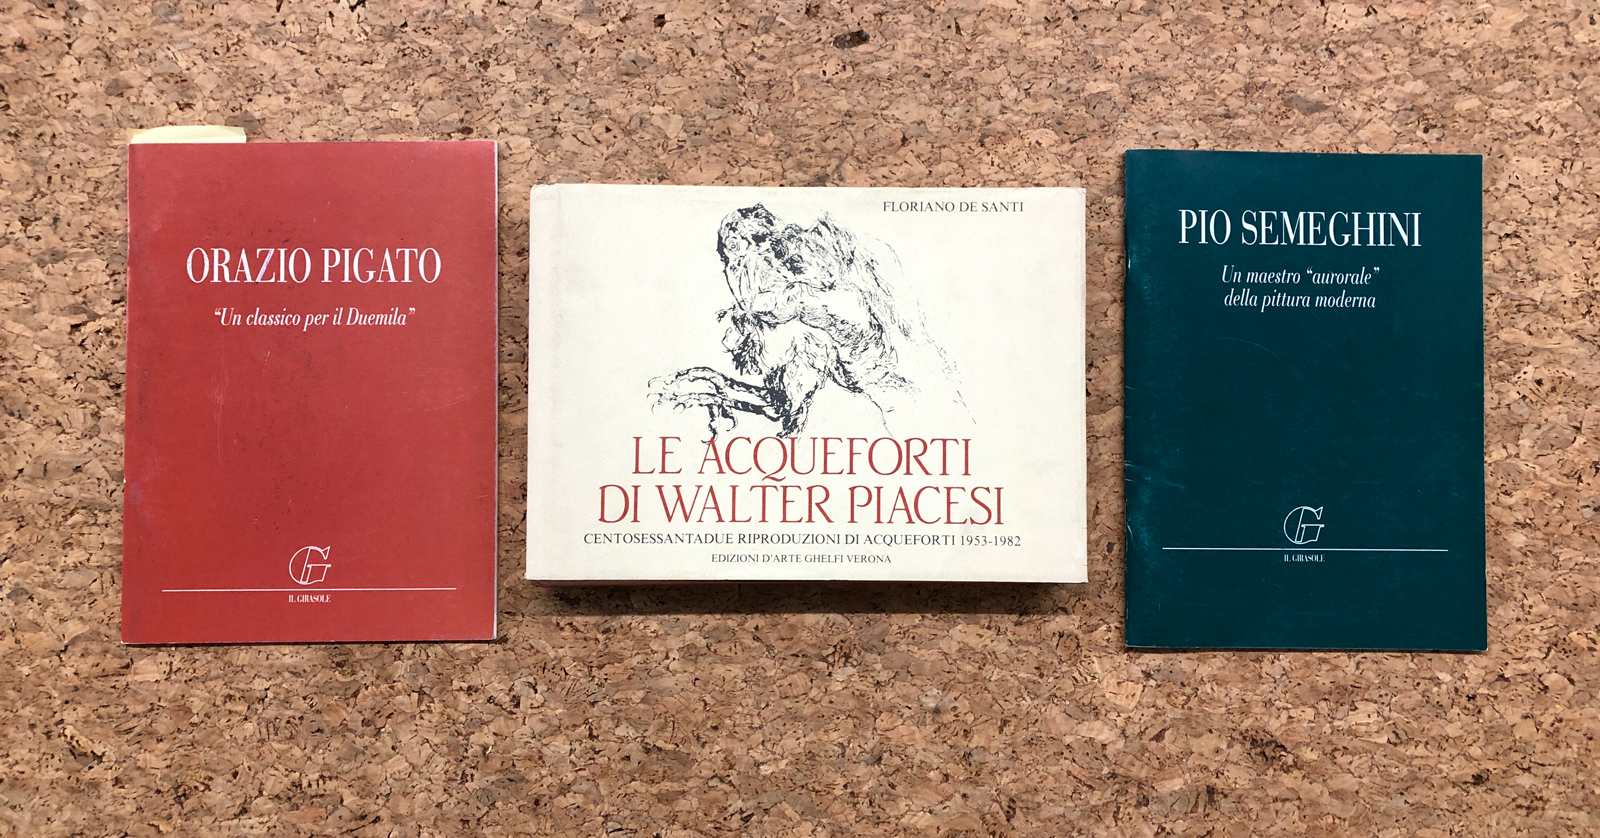 ORAZIO PIGATO
“Un classico per il Duemila”
G
IL GIRASOLE
FLORIANO DE SANTI
LE ACQUEFORTI
DI WALTER PIACESI
CENTOSESSANTADUE RIPRODUZIONI DI ACQUEFORTI 1953-1982
EDIZIONI D'ARTE GHELFI VERONA
PIO SEMEGHINI
Un maestro “aurorale”
della pittura moderna
G
IL GIRASOLE